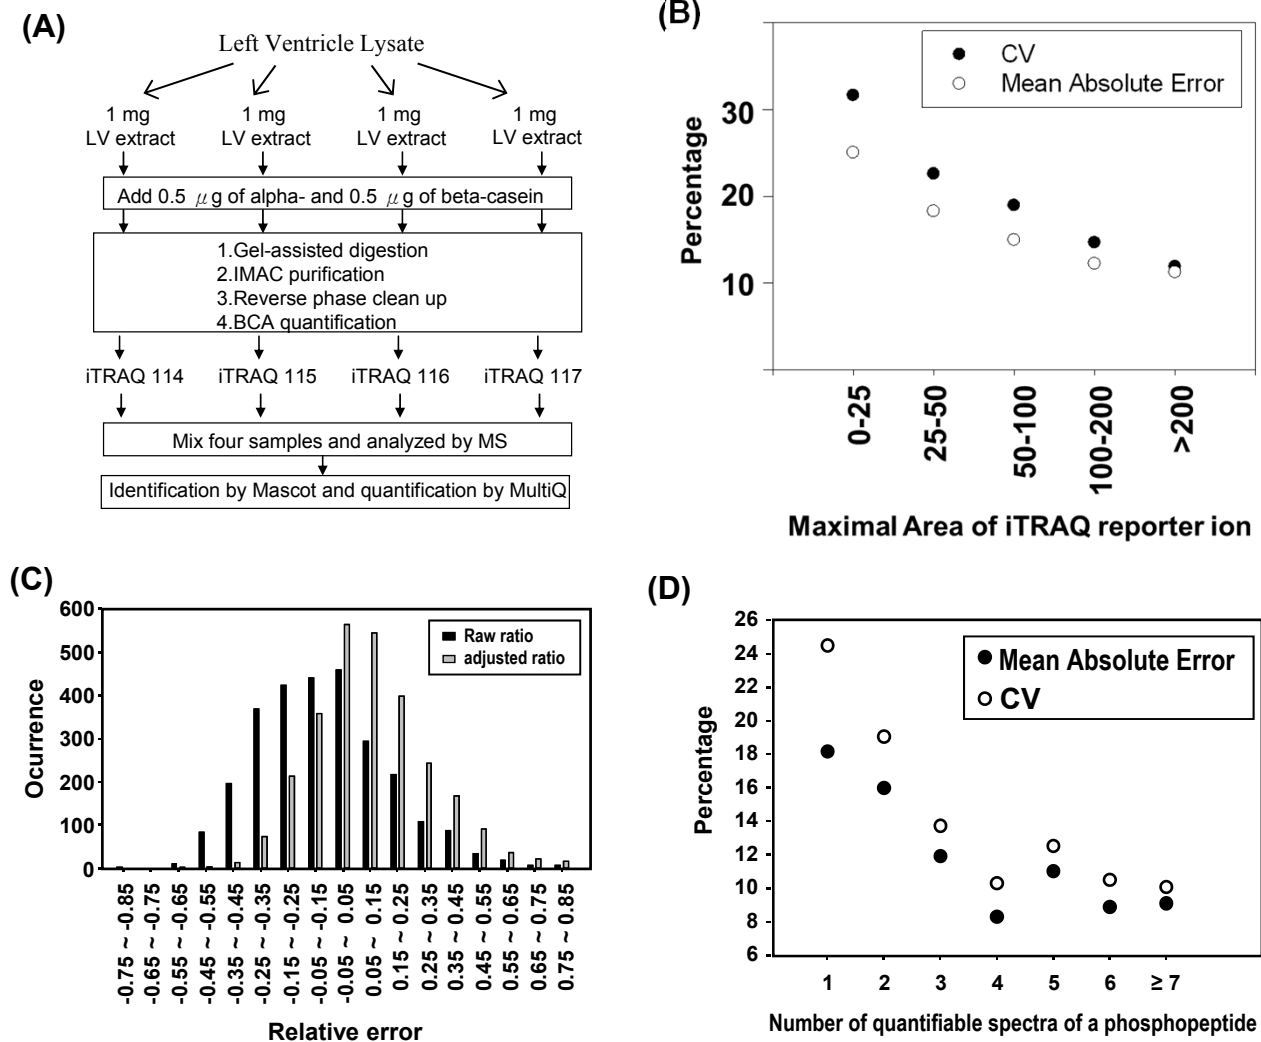 (A)
Left Ventricle Lysate
1 mg
LV extract
1 mg
LV extract
1 mg
LV extract
1 mg
LV extract
Add 0.5 μg of alpha- and 0.5 μg of beta-casein
1.Gel-assisted digestion
2.IMAC purification
3.Reverse phase clean up
4.BCA quantification
iTRAQ 114
iTRAQ 115
iTRAQ 116
iTRAQ 117
Mix four samples and analyzed by MS
Identification by Mascot and quantification by MultiQ
(B)
CV
Mean Absolute Error
Percentage
30
20
10
0-25
25-50
50-100
100-200
>200
Maximal Area of iTRAQ reporter ion
(C)
Raw ratio
adjusted ratio
Ocurrence
600
500
400
300
200
100
0
-0.75 ~ -0.85
-0.65 ~ -0.75
-0.55 ~ -0.65
-0.45 ~ -0.55
-0.35 ~ -0.45
-0.25 ~ -0.35
-0.15 ~ -0.25
-0.05 ~ -0.15
-0.05 ~ 0.05
0.05 ~ 0.15
0.15 ~ 0.25
0.25 ~ 0.35
0.35 ~ 0.45
0.45 ~ 0.55
0.55 ~ 0.65
0.65 ~ 0.75
0.75 ~ 0.85
Relative error
(D)
Mean Absolute Error
CV
Percentage
26
24
22
20
18
16
14
12
10
8
6
1
2
3
4
5
6
≥ 7
Number of quantifiable spectra of a phosphopeptide